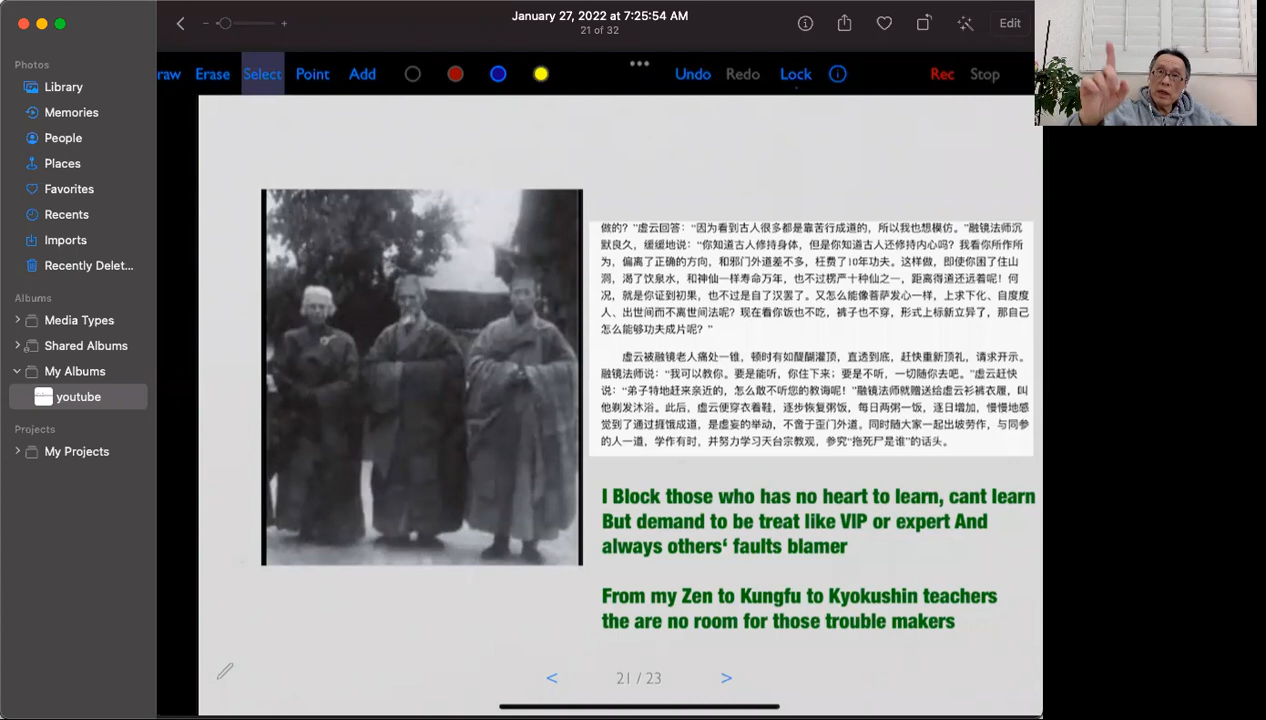 January 27, 2022 at 7:25:54 AM
21 of 32
Edit
Photos
Library
Memories
People
Places
Favorites
Recents
Imports
Recently Delet...
Albums
Media Types
Shared Albums
My Albums
youtube
Projects
My Projects
raw Erase Select Point Add Undo Redo Lock Rec Stop
做的？”虚云回答：“因为看到古人很多都是靠苦行成道的，所以我也想模仿。”融镜法师沉
默良久，缓缓地说：“你知道古人修持身体，但是你知道古人还修持内心吗？我看你所作所
为，偏离了正确的方向，和邪门外道差不多，枉费了10年功夫。这样做，即使你困了住山
洞，渴了饮泉水，和神仙一样寿命万年，也不过楞严十种仙之一，距离得道还远着呢！何
况，就是你证到初果，也不过是自了汉罢了。又怎么能像菩萨发心一样，上求下化、自度度
人、出世间而不离世间法呢？现在看你饭也不吃，裤子也不穿，形式上标新立异了，那自己
怎么能够功夫成片呢？”
虚云被融镜老人痛处一锥，顿时有如醍醐灌顶，直透到底，赶快重新顶礼，请求开示。
融镜法师说：“我可以教你。要是能听，你住下来；要是不听，一切随你去吧。”虚云赶快
说：“弟子特地赶来亲近的，怎么敢不听您的教诲呢！”融镜法师就赠送给虚云衫裤衣履，叫
他剃发沐浴。此后，虚云便穿衣着鞋，逐步恢复粥饭，每日两粥一饭，逐日增加，慢慢地感
觉到了通过捱饿成道，是虚妄的举动，不啻于歪门外道。同时随大家一起出坡劳作，与同参
的人一道，学作有时，并努力学习天台宗教观，参究“拖死尸是谁”的话头。
I Block those who has no heart to learn, cant learn
But demand to be treat like VIP or expert And
always others‘ faults blamer
From my Zen to Kungfu to Kyokushin teachers
the are no room for those trouble makers
< 21 / 23 >